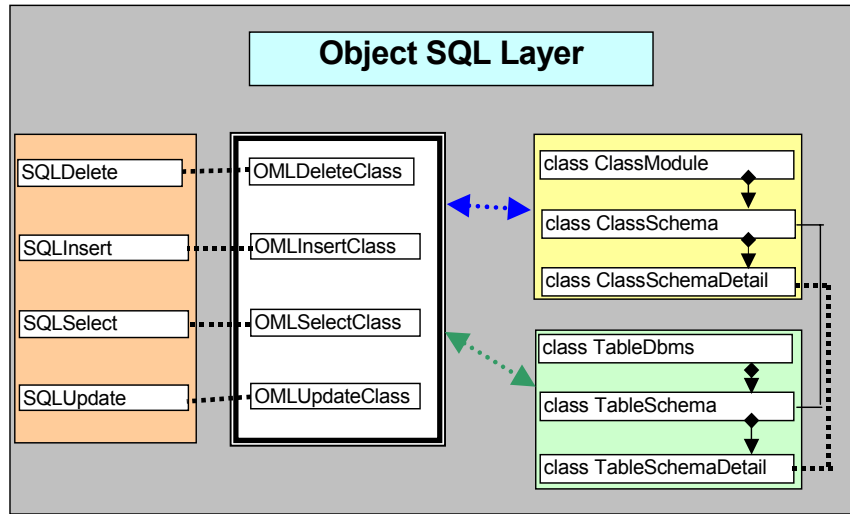 Object SQL Layer
SQLDelete
SQLInsert
SQLSelect
SQLUpdate
OMLDeleteClass
OMLInsertClass
OMLSelectClass
OMLUpdateClass
class ClassModule
class ClassSchema
class ClassSchemaDetail
class TableDbms
class TableSchema
class TableSchemaDetail